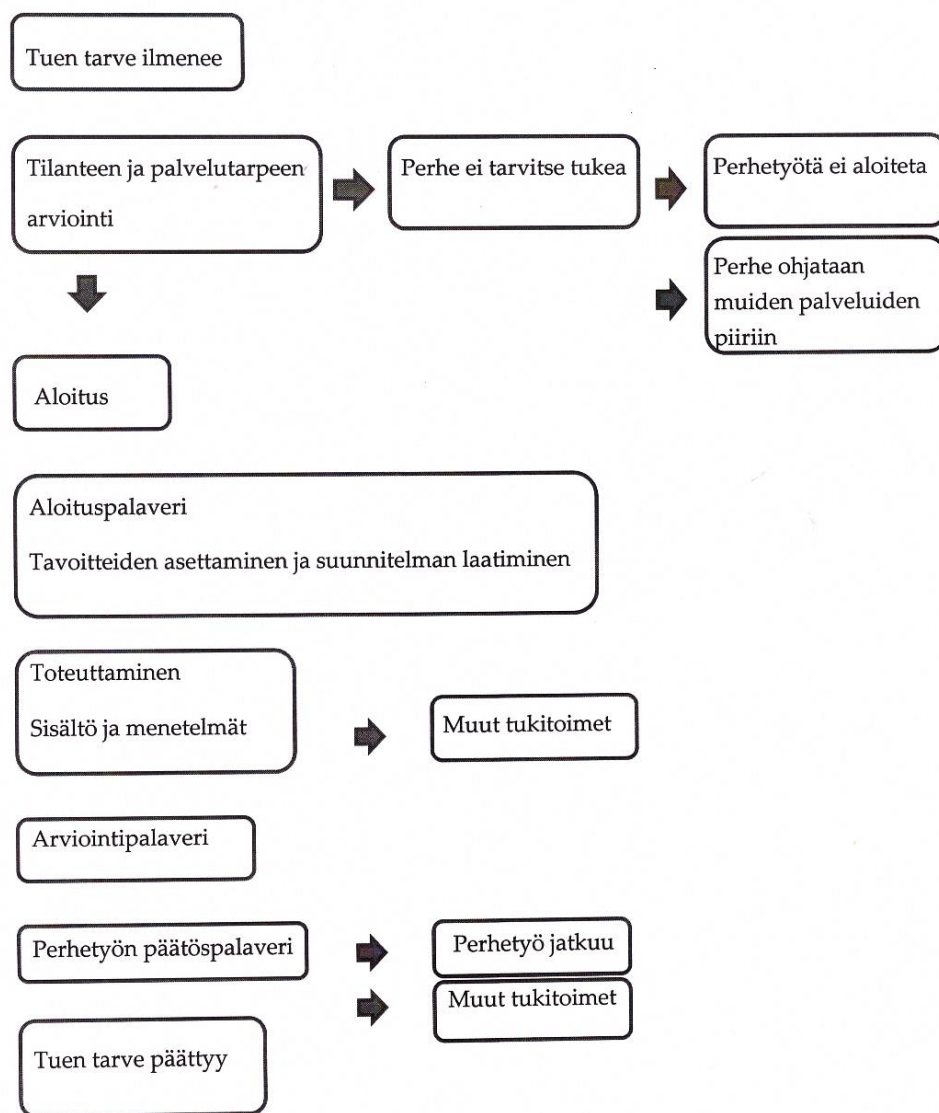 Tuen tarve ilmenee
Tilanteen ja palvelutarpeen
arviointi
Perhe ei tarvitse tukea
Perhetyötä ei aloiteta
Perhe ohjataan
muiden palveluiden
piiriin
Aloitus
Aloituspalaveri
Tavoitteiden asettaminen ja suunnitelman laatiminen
Toteuttaminen
Sisältö ja menetelmät
Muut tukitoimet
Arviointipalaveri
Perhetyön päätöspalaveri
Perhetyö jatkuu
Muut tukitoimet
Tuen tarve päättyy